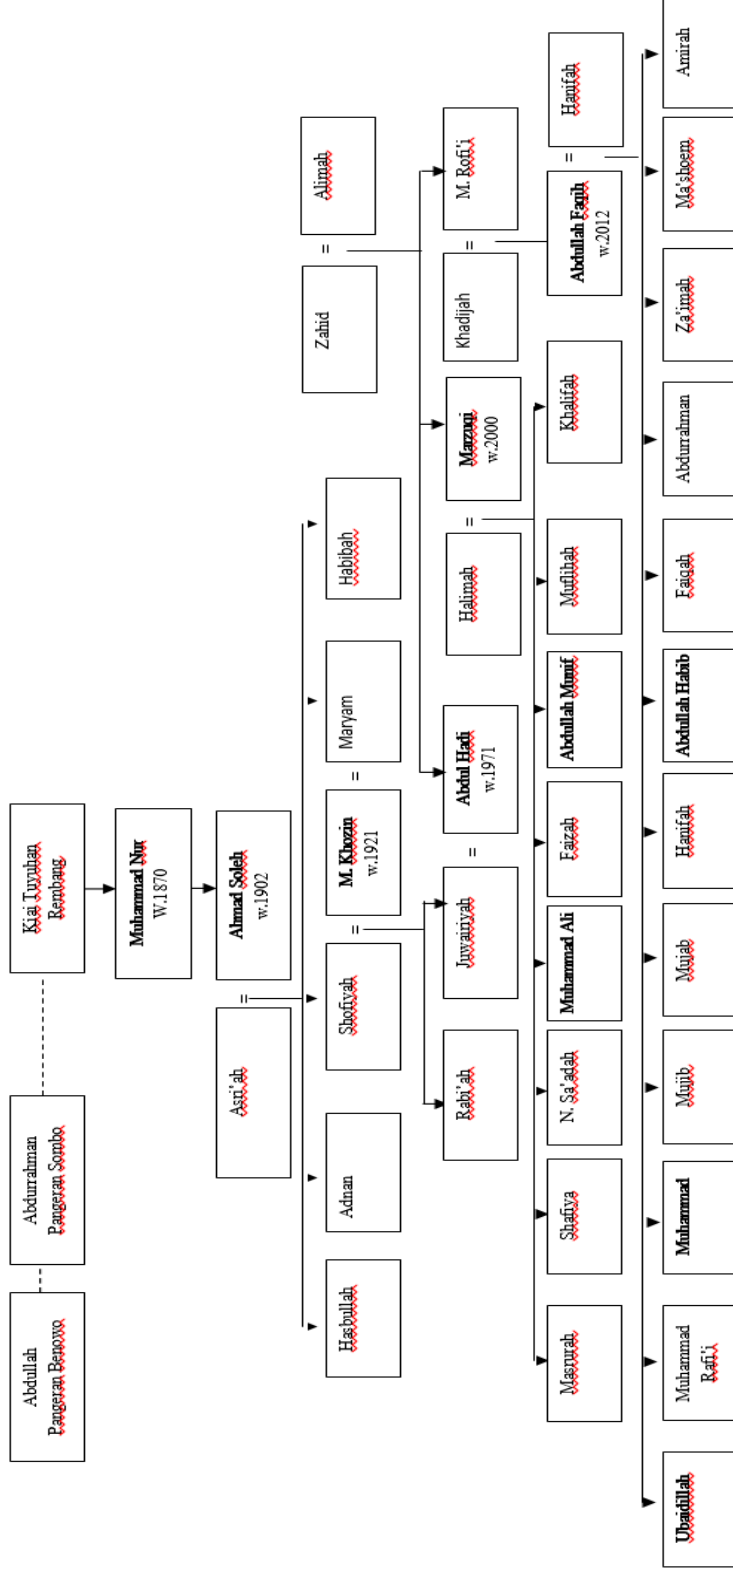 Abdullah
Pangeran Benowo
Abdurrahman
Pangeran Sombo
Kiai Tuyuhan
Rembang
Muhammad Nur
W.1870
Asri'ah
=
Ahmad Soleh
w.1902
Hasbullah
Adnan
Shofiyah
=
M. Khozin
w.1921
=
Maryam
Habibah
Zahid
=
Alimah
Rabi'ah
Juwairiyah
=
Abdul Hadi
w.1971
Halimah
=
Marzuqi
w.2000
Khadijah
=
M. Rofi'i
Masrurah
Shafiya
N. Sa'adah
Muhammad Ali
Faizah
Abdullah Munif
Muflihah
Khalifah
Abdullah Faqih
w.2012
=
Hanifah
Ubaidillah
Muhammad
Rafi'i
Muhammad
Mujib
Mujab
Hanifah
Abdullah Habib
Faiqah
Abdurrahman
Za'imah
Ma'shoem
Amirah